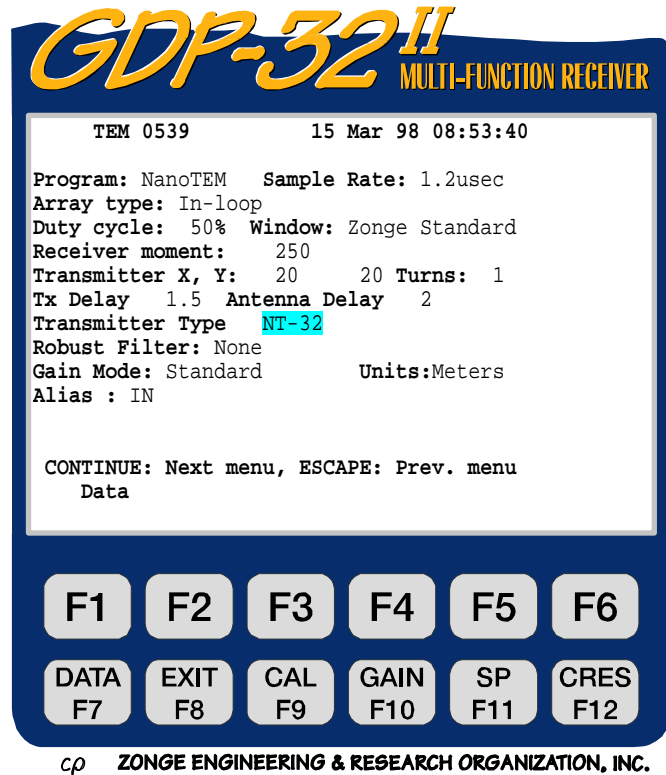 GDP-32 II
MULTI-FUNCTION RECEIVER
TEM 0539 15 Mar 98 08:53:40
Program: NanoTEM Sample Rate: 1.2usec
Array type: In-loop
Duty cycle: 50% Window: Zonge Standard
Receiver moment: 250
Transmitter X, Y: 20 20 Turns: 1
Tx Delay 1.5 Antenna Delay 2
Transmitter Type NT-32
Robust Filter: None
Gain Mode: Standard Units:Meters
Alias : IN
CONTINUE: Next menu, ESCAPE: Prev. menu
Data
F1 F2 F3 F4 F5 F6
DATA EXIT CAL GAIN SP CRES
F7 F8 F9 F10 F11 F12
cρ ZONGE ENGINEERING & RESEARCH ORGANIZATION, INC.